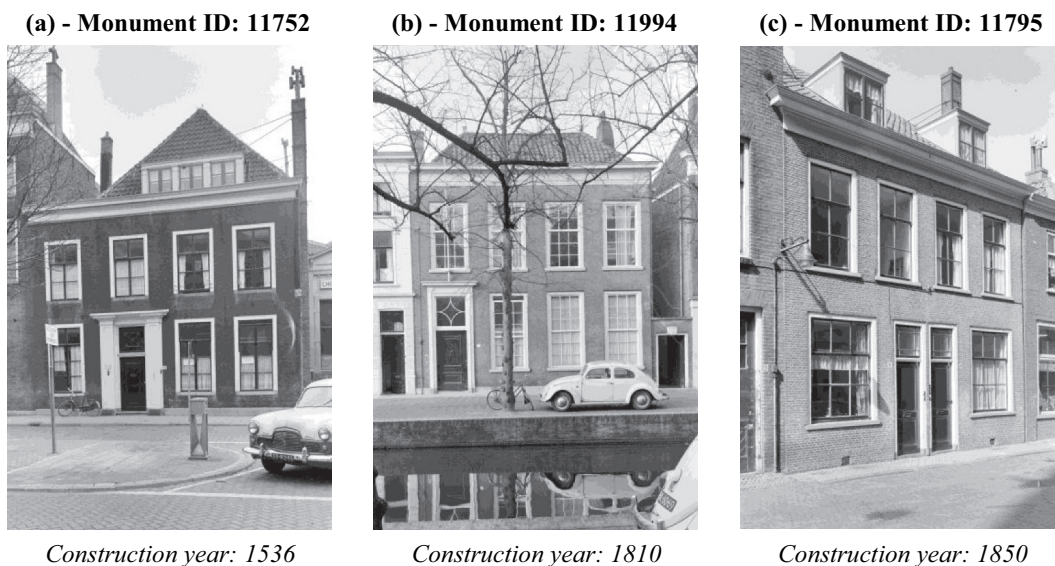 (a) - Monument ID: 11752
(b) - Monument ID: 11994
(c) - Monument ID: 11795
Construction year: 1536
Construction year: 1810
Construction year: 1850